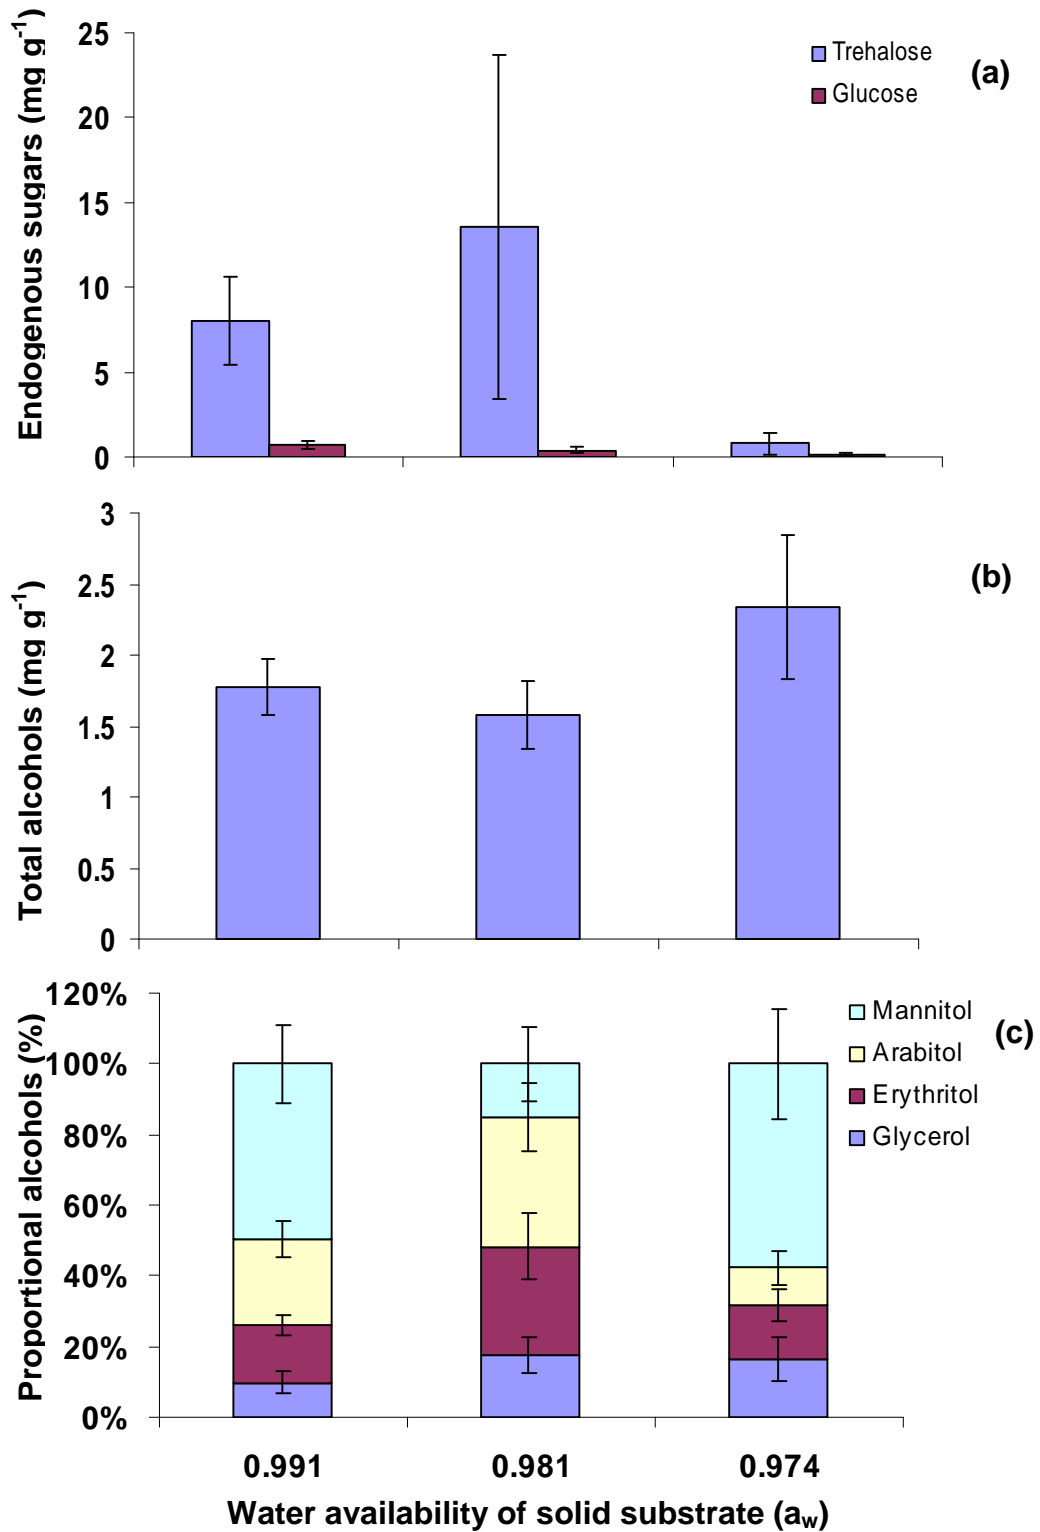 Endogenous sugars (mg g-1)
25
20
15
10
5
0
Trehalose
Glucose
(a)
Total alcohols (mg g-1)
3
2.5
2
1.5
1
0.5
0
(b)
Proportional alcohols (%)
120%
100%
80%
60%
40%
20%
0%
Mannitol
Arabitol
Erythritol
Glycerol
(c)
0.991 0.981 0.974
Water availability of solid substrate (aw)